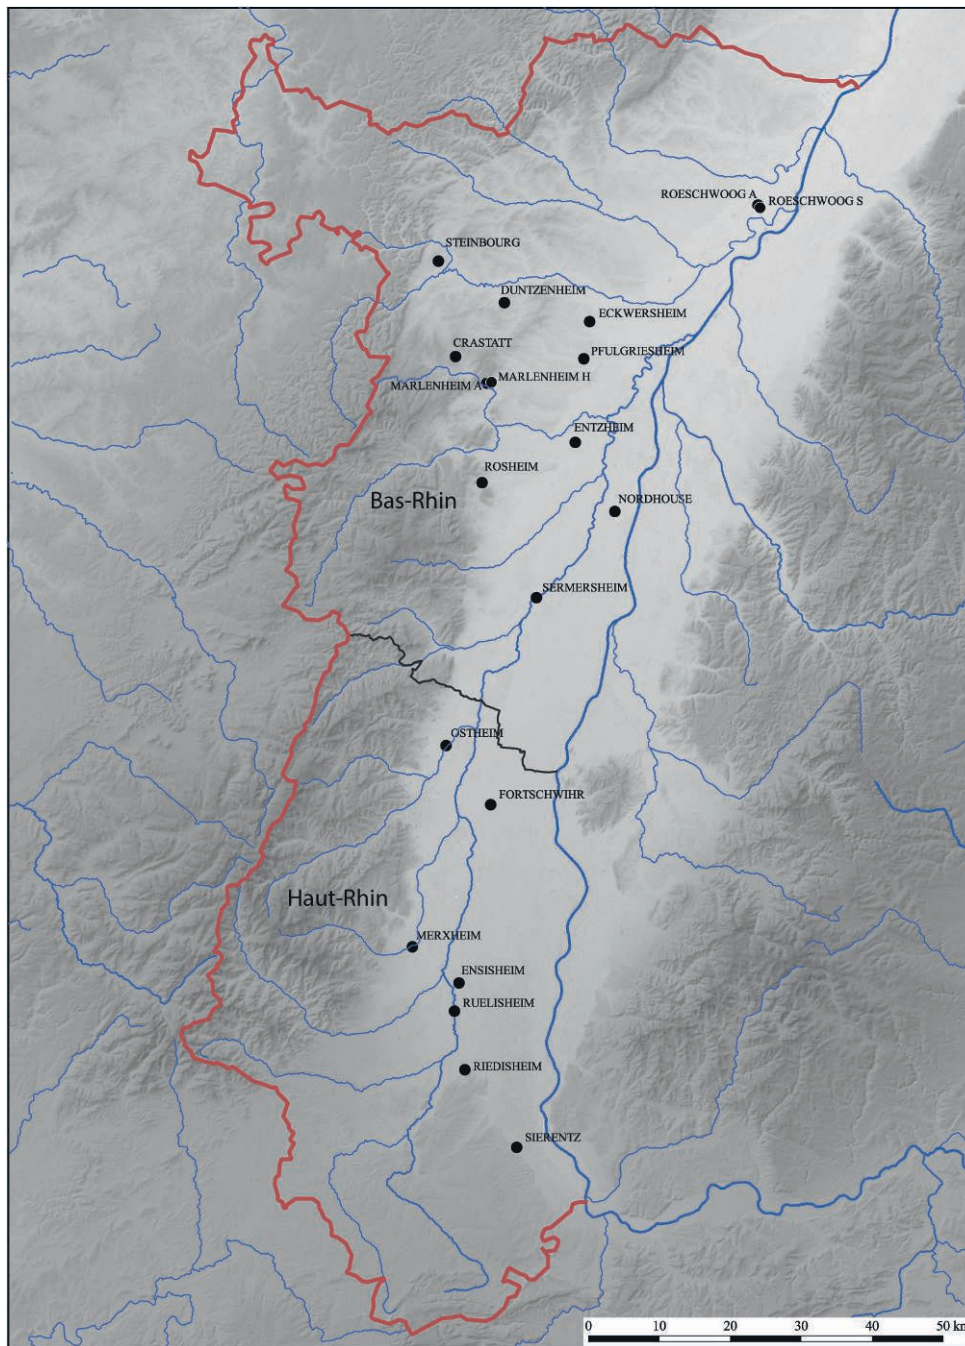 ROESCHWOOG A
ROESCHWOOG S
STEINBOURG
DUNTZENHEIM
ECKWERSHEIM
CRASTATT
PFULGRIESHEIM
MARLENHEIM A
MARLENHEIM H
ENTZHEIM
ROSHEIM
Bas-Rhin
NORDHOUSE
SERMERSHEIM
OSTHEIM
FORTSCHWIHR
Haut-Rhin
MERXHEIM
ENSISHEIM
RUELISHEIM
RIEDISHEIM
SIERENTZ
0 10 20 30 40 50 km